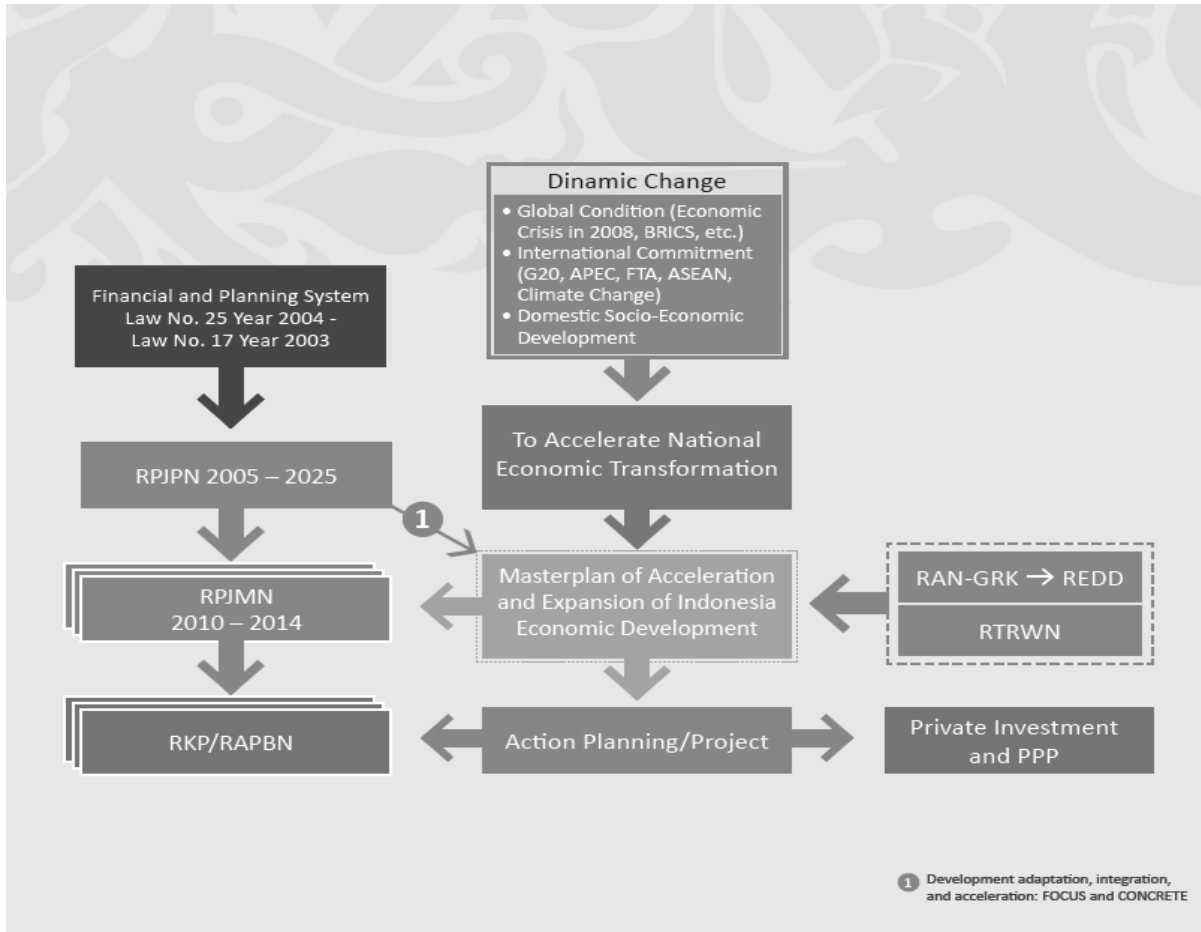 Dinamic Change
• Global Condition (Economic
Crisis in 2008, BRICS, etc.)
• International Commitment
(G20, APEC, FTA, ASEAN,
Climate Change)
• Domestic Socio-Economic
Development
Financial and Planning System
Law No. 25 Year 2004 -
Law No. 17 Year 2003
To Accelerate National
Economic Transformation
RPJPN 2005 – 2025
1
Masterplan of Acceleration
and Expansion of Indonesia
Economic Development
RPJMN
2010 – 2014
RAN-GRK → REDD
RTRWN
RKP/RAPBN
Action Planning/Project
Private Investment
and PPP
1 Development adaptation, integration,
and acceleration: FOCUS and CONCRETE